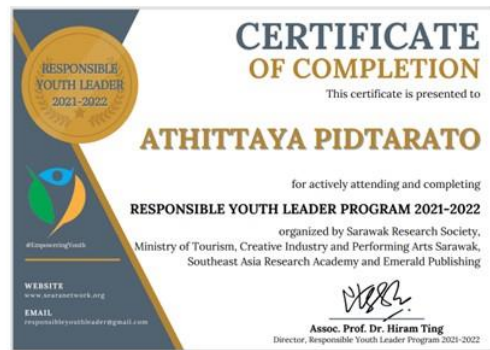 RESPONSIBLE
YOUTH LEADER
2021-2022
#EmpoweringYouth
WEBSITE
www.searanetwork.org
EMAIL
responsibleyouthleader@gmail.com
CERTIFICATE
OF COMPLETION
This certificate is presented to
ATHITTAYA PIDTARATO
for actively attending and completing
RESPONSIBLE YOUTH LEADER PROGRAM 2021-2022
organized by Sarawak Research Society,
Ministry of Tourism, Creative Industry and Performing Arts Sarawak,
Southeast Asia Research Academy and Emerald Publishing
Assoc. Prof. Dr. Hiram Ting
Director, Responsible Youth Leader Program 2021-2022